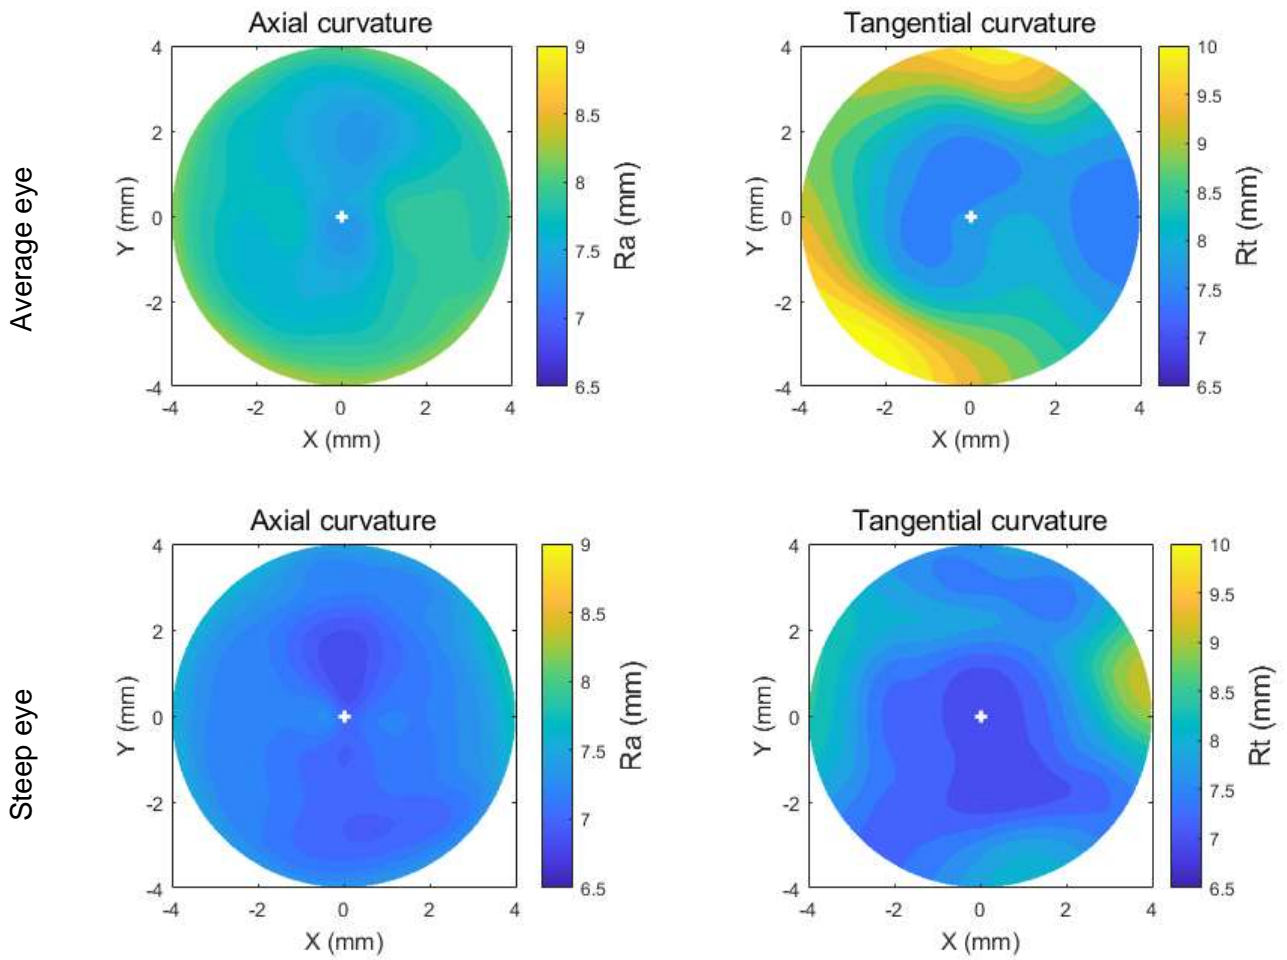 Average eye
Axial curvature
4
2
0
-2
-4
Y (mm)
-4 -2 0 2 4
X (mm)
9
8.5
8
7.5
7
6.5
Ra (mm)
Tangential curvature
4
2
0
-2
-4
Y (mm)
-4 -2 0 2 4
X (mm)
10
9.5
9
8.5
8
7.5
7
6.5
Rt (mm)
Steep eye
Axial curvature
4
2
0
-2
-4
Y (mm)
-4 -2 0 2 4
X (mm)
9
8.5
8
7.5
7
6.5
Ra (mm)
Tangential curvature
4
2
0
-2
-4
Y (mm)
-4 -2 0 2 4
X (mm)
10
9.5
9
8.5
8
7.5
7
6.5
Rt (mm)